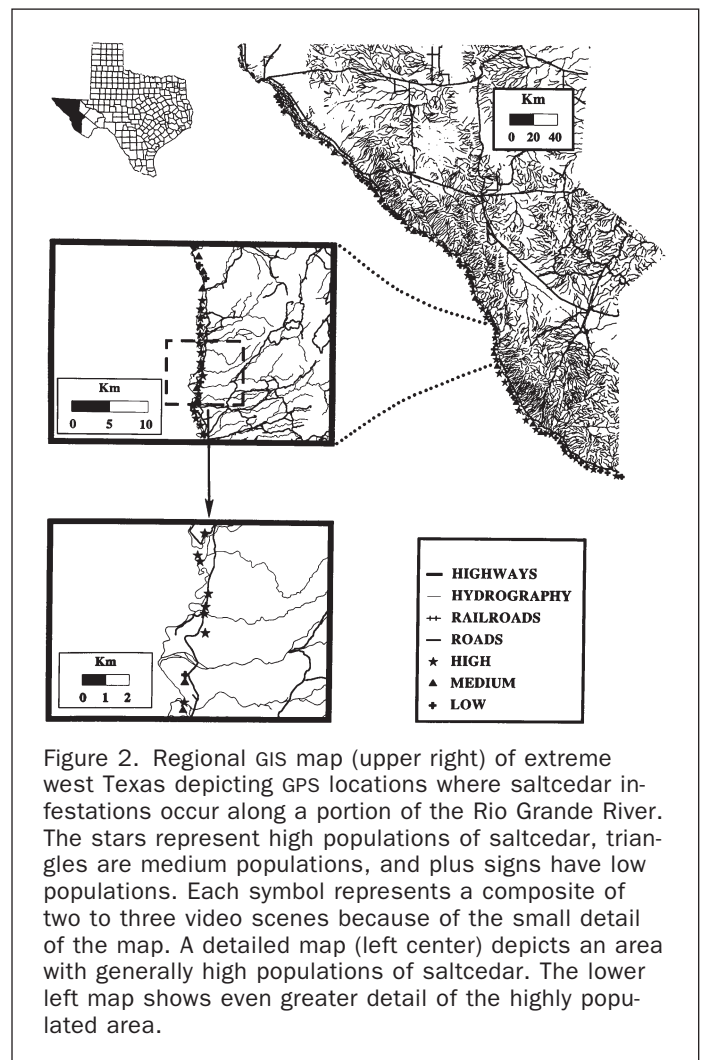 Km
0 20 40
Km
0 5 10
Km
0 1 2
HIGHWAYS
HYDROGRAPHY
RAILROADS
ROADS
HIGH
MEDIUM
LOW
Figure 2. Regional GIS map (upper right) of extreme
west Texas depicting GPS locations where saltcedar in-
festations occur along a portion of the Rio Grande River.
The stars represent high populations of saltcedar, trian-
gles are medium populations, and plus signs have low
populations. Each symbol represents a composite of
two to three video scenes because of the small detail
of the map. A detailed map (left center) depicts an area
with generally high populations of saltcedar. The lower
left map shows even greater detail of the highly popu-
lated area.